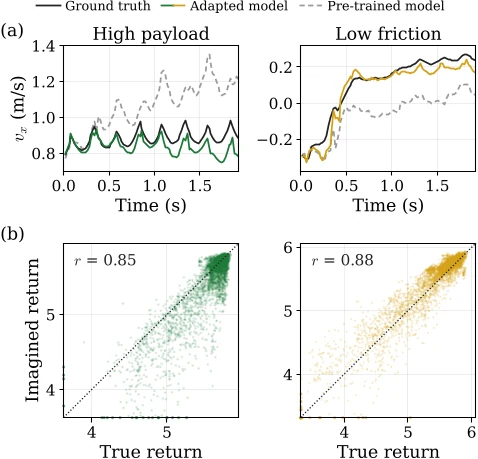 Ground truth Adapted model Pre-trained model
(a)
High payload
Low friction
1.4
1.2
1.0
0.8
v_x (m/s)
0.0 0.5 1.0 1.5
Time (s)
0.2
0.0
−0.2
0.0 0.5 1.0 1.5
Time (s)
(b)
r = 0.85
5
4
Imagined return
4 5
True return
r = 0.88
6
5
4
4 5 6
True return